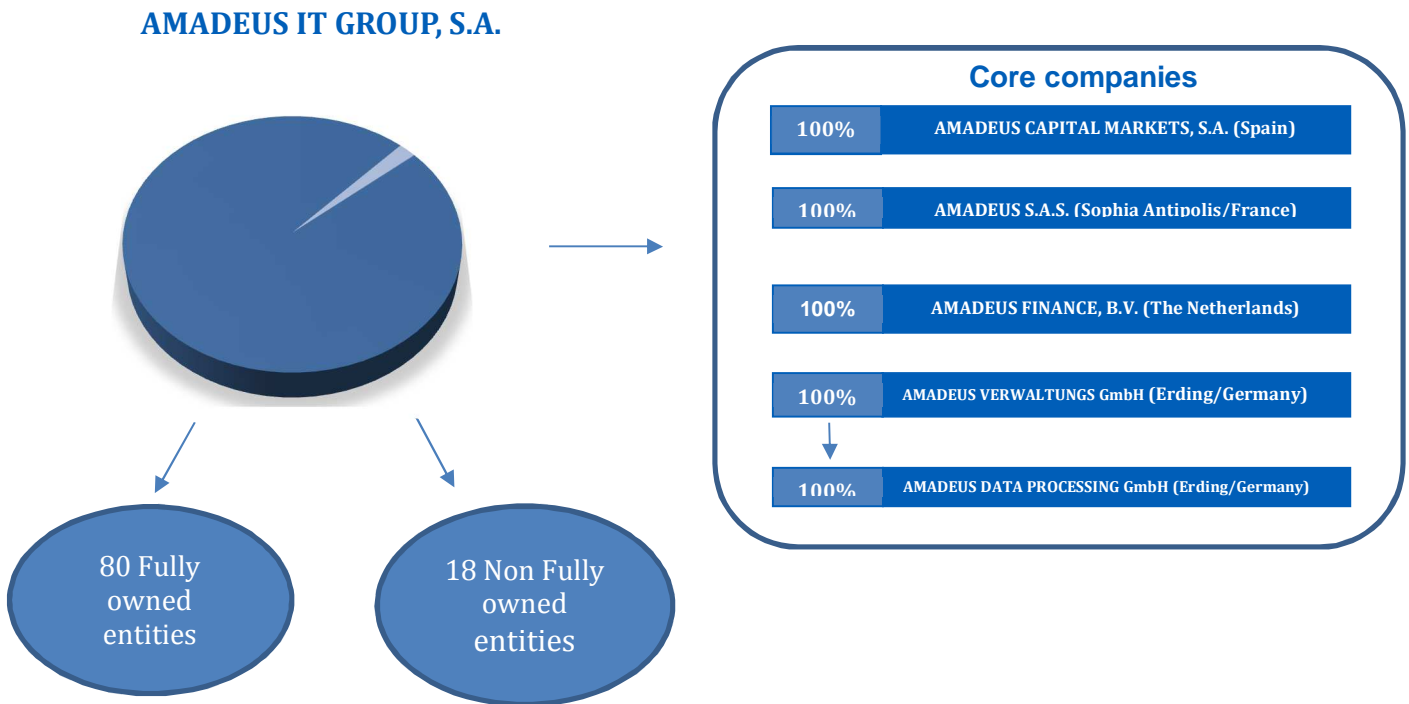 AMADEUS IT GROUP, S.A.
Core companies
100% AMADEUS CAPITAL MARKETS, S.A. (Spain)
100% AMADEUS S.A.S. (Sophia Antipolis/France)
100% AMADEUS FINANCE, B.V. (The Netherlands)
100% AMADEUS VERWALTUNGS GmbH (Erding/Germany)
100% AMADEUS DATA PROCESSING GmbH (Erding/Germany)
80 Fully
owned
entities
18 Non Fully
owned
entities